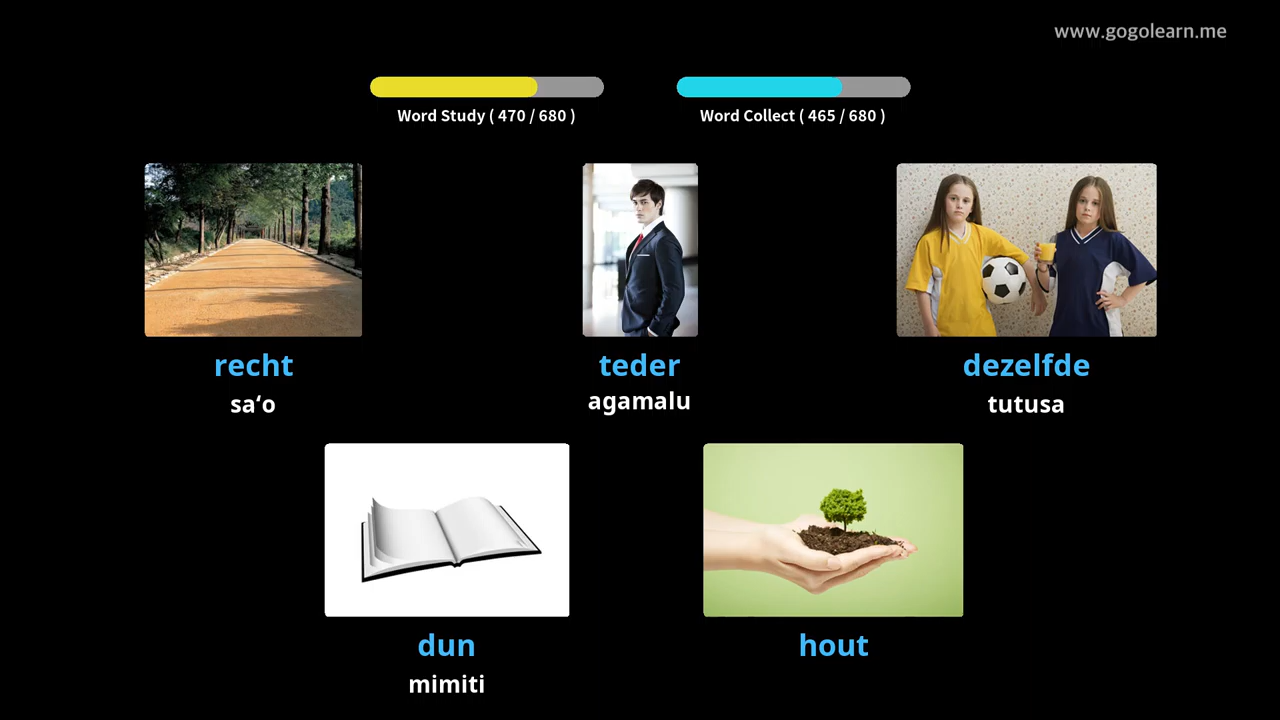 www.gogolearn.me
Word Study ( 470 / 680 )
Word Collect ( 465 / 680 )
recht
saʻo
teder
agamalu
dezelfde
tutusa
dun
mimiti
hout